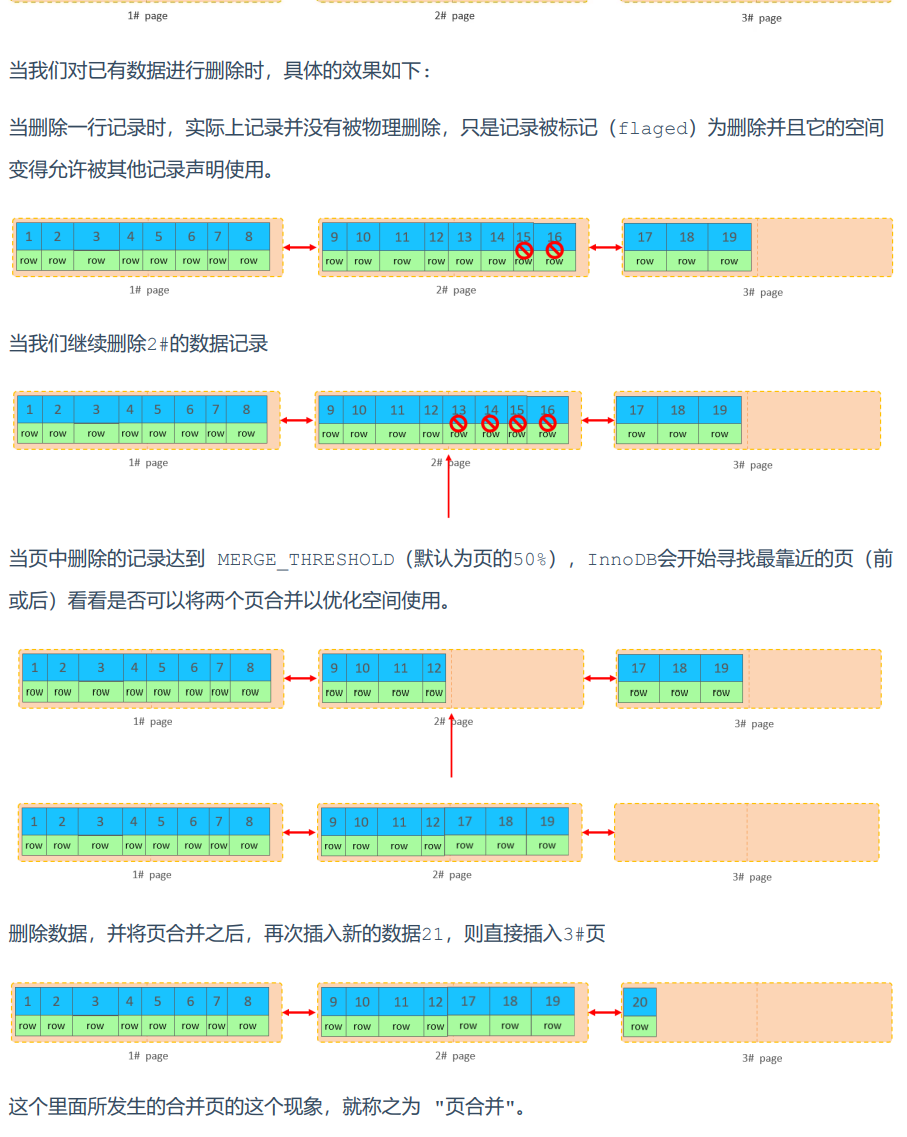 1# page 2# page 3# page
当我们对已有数据进行删除时，具体的效果如下：
当删除一行记录时，实际上记录并没有被物理删除，只是记录被标记（flaged）为删除并且它的空间
变得允许被其他记录声明使用。
1 2 3 4 5 6 7 8 9 10 11 12 13 14 15 16 17 18 19
row row row row row row row row row row row row row row row row row row row
1# page 2# page 3# page
当我们继续删除2#的数据记录
1 2 3 4 5 6 7 8 9 10 11 12 13 14 15 16 17 18 19
row row row row row row row row row row row row row row row row row row row
1# page 2# page 3# page
当页中删除的记录达到 MERGE_THRESHOLD（默认为页的50%），InnoDB会开始寻找最靠近的页（前
或后）看看是否可以将两个页合并以优化空间使用。
1 2 3 4 5 6 7 8 9 10 11 12 17 18 19
row row row row row row row row row row row row row row row
1# page 2# page 3# page
1 2 3 4 5 6 7 8 9 10 11 12 17 18 19
row row row row row row row row row row row row row row row
1# page 2# page 3# page
删除数据，并将页合并之后，再次插入新的数据21，则直接插入3#页
1 2 3 4 5 6 7 8 9 10 11 12 17 18 19 20
row row row row row row row row row row row row row row row row
1# page 2# page 3# page
这个里面所发生的合并页的这个现象，就称之为 "页合并"。